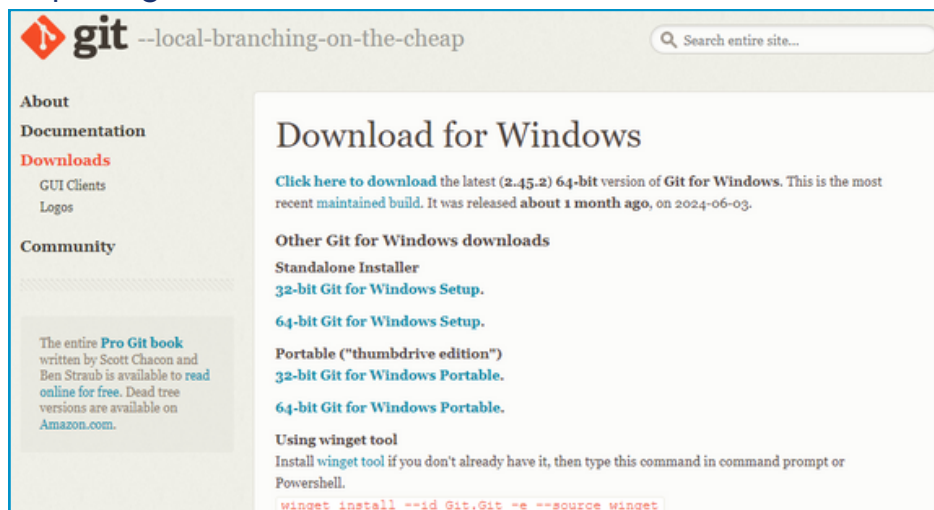 git --local-branching-on-the-cheap
Search entire site...
About
Documentation
Downloads
GUI Clients
Logos
Community
The entire Pro Git book
written by Scott Chacon and
Ben Straub is available to read
online for free. Dead tree
versions are available on
Amazon.com.
Download for Windows
Click here to download the latest (2.45.2) 64-bit version of Git for Windows. This is the most
recent maintained build. It was released about 1 month ago, on 2024-06-03.
Other Git for Windows downloads
Standalone Installer
32-bit Git for Windows Setup.
64-bit Git for Windows Setup.
Portable ("thumbdrive edition")
32-bit Git for Windows Portable.
64-bit Git for Windows Portable.
Using winget tool
Install winget tool if you don't already have it, then type this command in command prompt or
Powershell.
winget install --id Git.Git -e --source winget